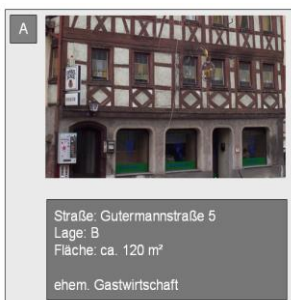 A
Straße: Gutermannstraße 5
Lage: B
Fläche: ca. 120 m²
ehem. Gastwirtschaft